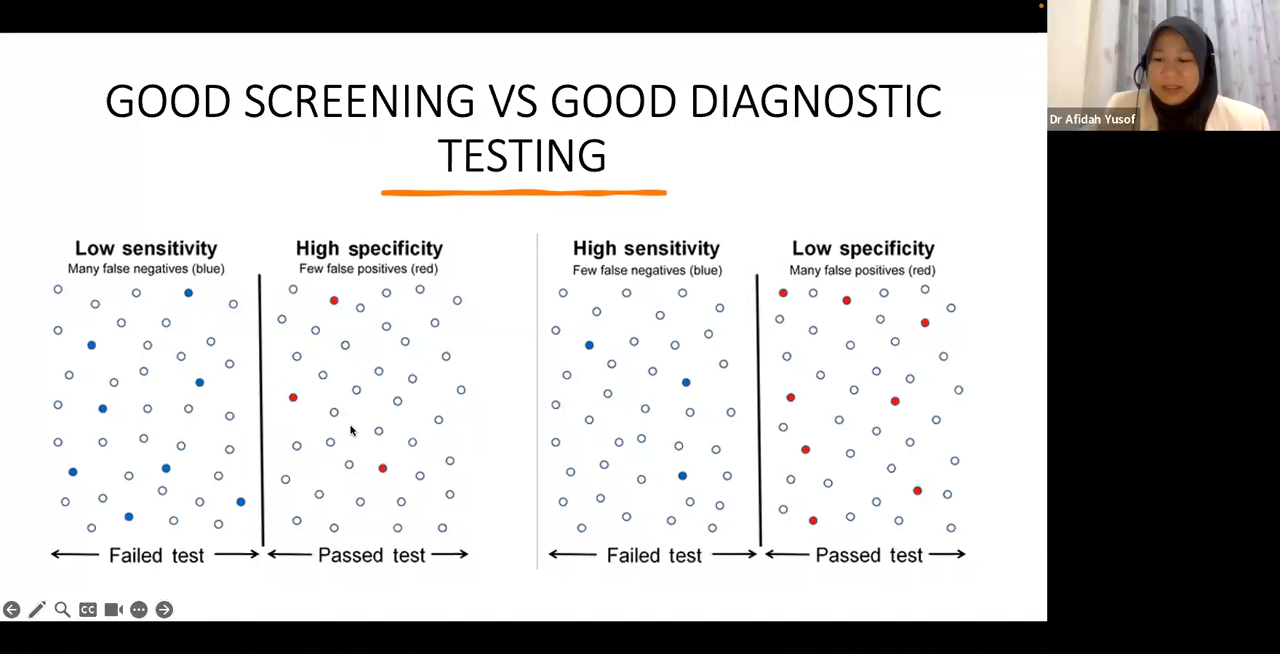 GOOD SCREENING VS GOOD DIAGNOSTIC
TESTING
Low sensitivity
Many false negatives (blue)
High specificity
Few false positives (red)
High sensitivity
Few false negatives (blue)
Low specificity
Many false positives (red)
Failed test
Passed test
Failed test
Passed test
CC
Dr Afidah Yusof